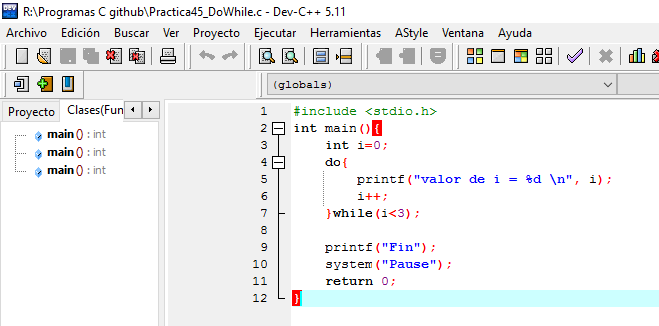 R:\Programas C github\Practica45_DoWhile.c - Dev-C++ 5.11
Archivo Edición Buscar Ver Proyecto Ejecutar Herramientas AStyle Ventana Ayuda
(globals)
Proyecto Clases(Fun
main() : int
main() : int
main() : int
1 #include <stdio.h>
2 int main(){
3 int i=0;
4 do{
5 printf("valor de i = %d \n", i);
6 i++;
7 }while(i<3);
8
9 printf("Fin");
10 system("Pause");
11 return 0;
12 }